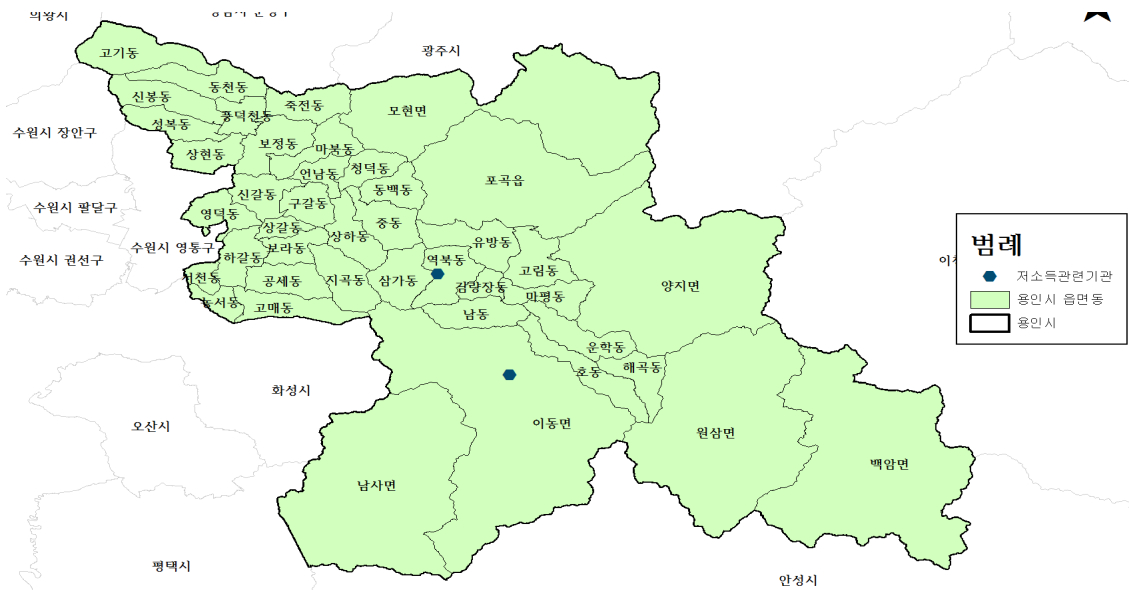 의왕시
광주시
고기동
동천동
신봉동
죽전동
모현면
풍덕천동
성복동
수원시 장안구
보정동
마북동
상현동
청덕동
언남동
포곡읍
동백동
신갈동
구갈동
수원시 팔달구
영덕동
중동
상갈동
상하동
유방동
범례
수원시 영통구
보라동
하갈동
역북동
수원시 권선구
고림동
저소득관련기관
서천동
공세동
지곡동
삼가동
김량장동
양지면
마평동
용인시 읍면동
농서동
고매동
남동
용인시
운학동
해곡동
호동
화성시
이동면
오산시
원삼면
백암면
남사면
평택시
안성시